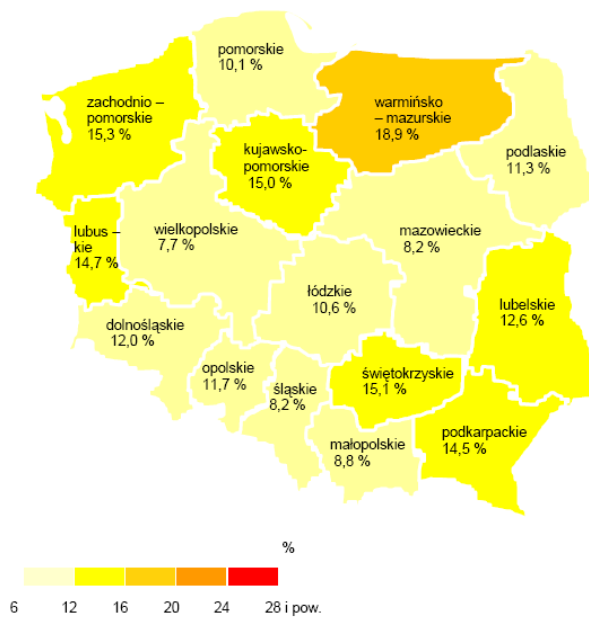 pomorskie
10,1 %
zachodnio –
pomorskie
15,3 %
warmińsko
– mazurskie
18,9 %
kujawsko-
pomorskie
15,0 %
podlaskie
11,3 %
lubus –
kie
14,7 %
wielkopolskie
7,7 %
mazowieckie
8,2 %
łódzkie
10,6 %
lubelskie
12,6 %
dolnośląskie
12,0 %
opolskie
11,7 %
śląskie
8,2 %
świętokrzyskie
15,1 %
małopolskie
8,8 %
podkarpackie
14,5 %
%
6 12 16 20 24 28 i pow.